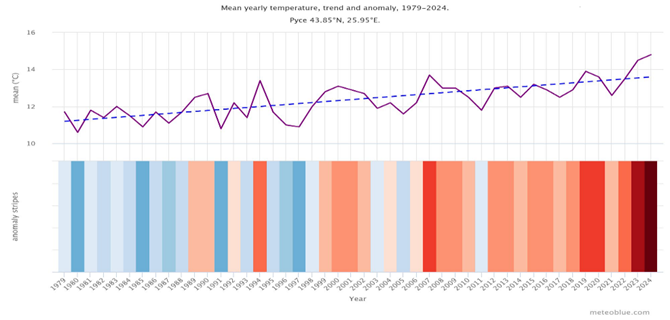 Mean yearly temperature, trend and anomaly, 1979–2024.
Русе 43.85°N, 25.95°E.
16
14
12
10
mean (°C)
anomaly stripes
1979 1980 1981 1982 1983 1984 1985 1986 1987 1988 1989 1990 1991 1992 1993 1994 1995 1996 1997 1998 1999 2000 2001 2002 2003 2004 2005 2006 2007 2008 2009 2010 2011 2012 2013 2014 2015 2016 2017 2018 2019 2020 2021 2022 2023 2024
Year
meteoblue.com